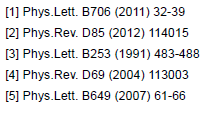 [1] Phys.Lett. B706 (2011) 32-39
[2] Phys.Rev. D85 (2012) 114015
[3] Phys.Lett. B253 (1991) 483-488
[4] Phys.Rev. D69 (2004) 113003
[5] Phys.Lett. B649 (2007) 61-66